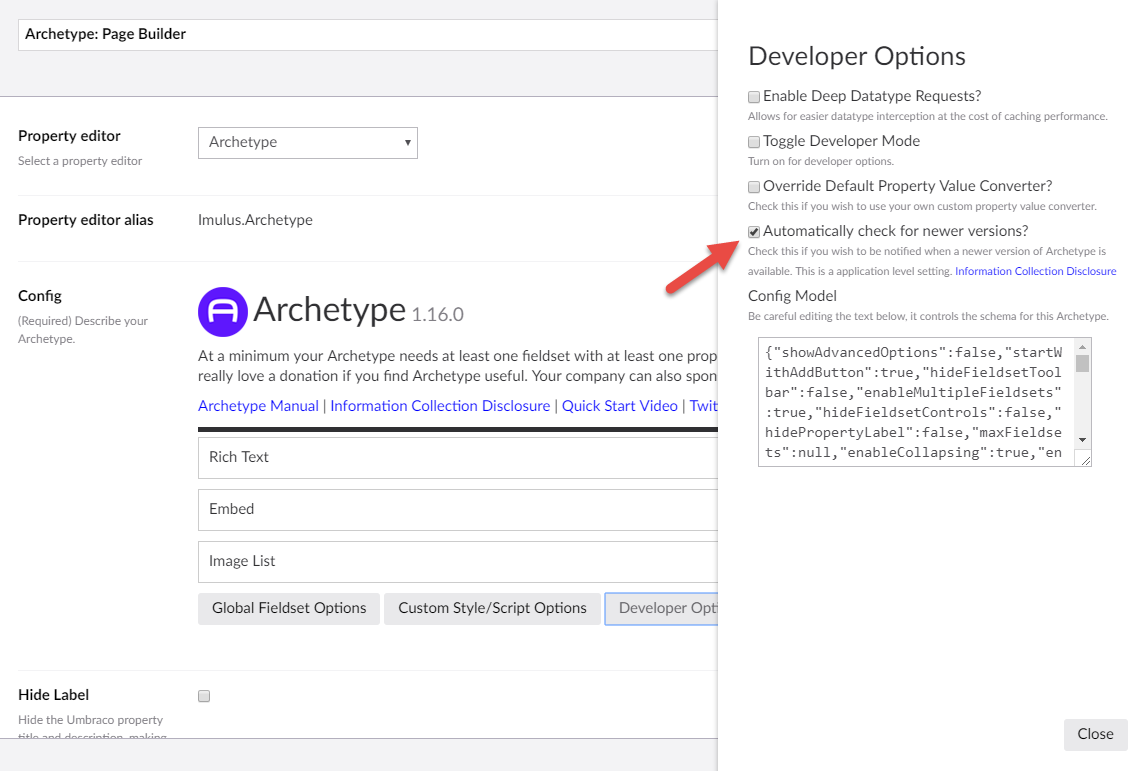 Archetype: Page Builder
Property editor
Select a property editor
Archetype
Property editor alias
Imulus.Archetype
Config
(Required) Describe your
Archetype.
Archetype 1.16.0
At a minimum your Archetype needs at least one fieldset with at least one prop
really love a donation if you find Archetype useful. Your company can also spon
Archetype Manual | Information Collection Disclosure | Quick Start Video | Twit
Rich Text
Embed
Image List
Global Fieldset Options
Custom Style/Script Options
Developer Opti
Hide Label
Hide the Umbraco property
title and description, making
Developer Options
Enable Deep Datatype Requests?
Allows for easier datatype interception at the cost of caching performance.
Toggle Developer Mode
Turn on for developer options.
Override Default Property Value Converter?
Check this if you wish to use your own custom property value converter.
Automatically check for newer versions?
Check this if you wish to be notified when a newer version of Archetype is
available. This is a application level setting. Information Collection Disclosure
Config Model
Be careful editing the text below, it controls the schema for this Archetype.
{"showAdvancedOptions":false,"startW
ithAddButton":true,"hideFieldsetTool
bar":false,"enableMultipleFieldsets"
:true,"hideFieldsetControls":false,"
hidePropertyLabel":false,"maxFieldse
ts":null,"enableCollapsing":true,"en
Close